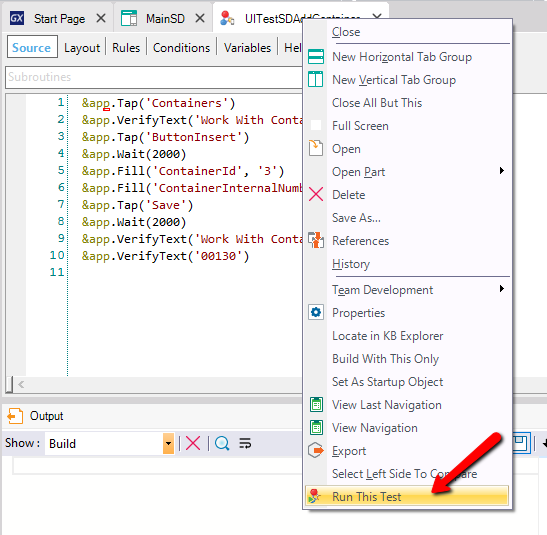 GX Start Page
MainSD
UITestSDAddContainer
Source Layout Rules Conditions Variables Hel
Subroutines
1 &app.Tap('Containers')
2 &app.VerifyText('Work With Conta
3 &app.Tap('ButtonInsert')
4 &app.Wait(2000)
5 &app.Fill('ContainerId', '3')
6 &app.Fill('ContainerInternalNumb
7 &app.Tap('Save')
8 &app.Wait(2000)
9 &app.VerifyText('Work With Conta
10 &app.VerifyText('00130')
11
Close
New Horizontal Tab Group
New Vertical Tab Group
Close All But This
Full Screen
Open
Open Part
Delete
Save As...
References
History
Team Development
Properties
Locate in KB Explorer
Build With This Only
Set As Startup Object
View Last Navigation
View Navigation
Export
Select Left Side To Compare
Run This Test
Output
Show : Build